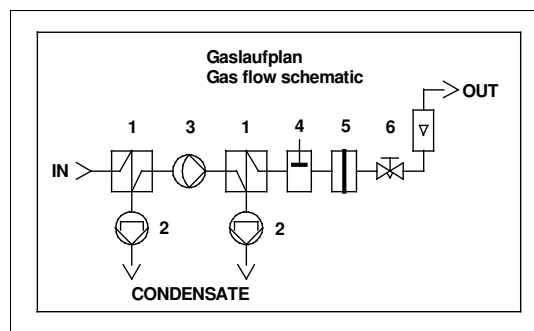 Gaslaufplan
Gas flow schematic
OUT
1 3 1 4 5 6
IN
2 2
CONDENSATE